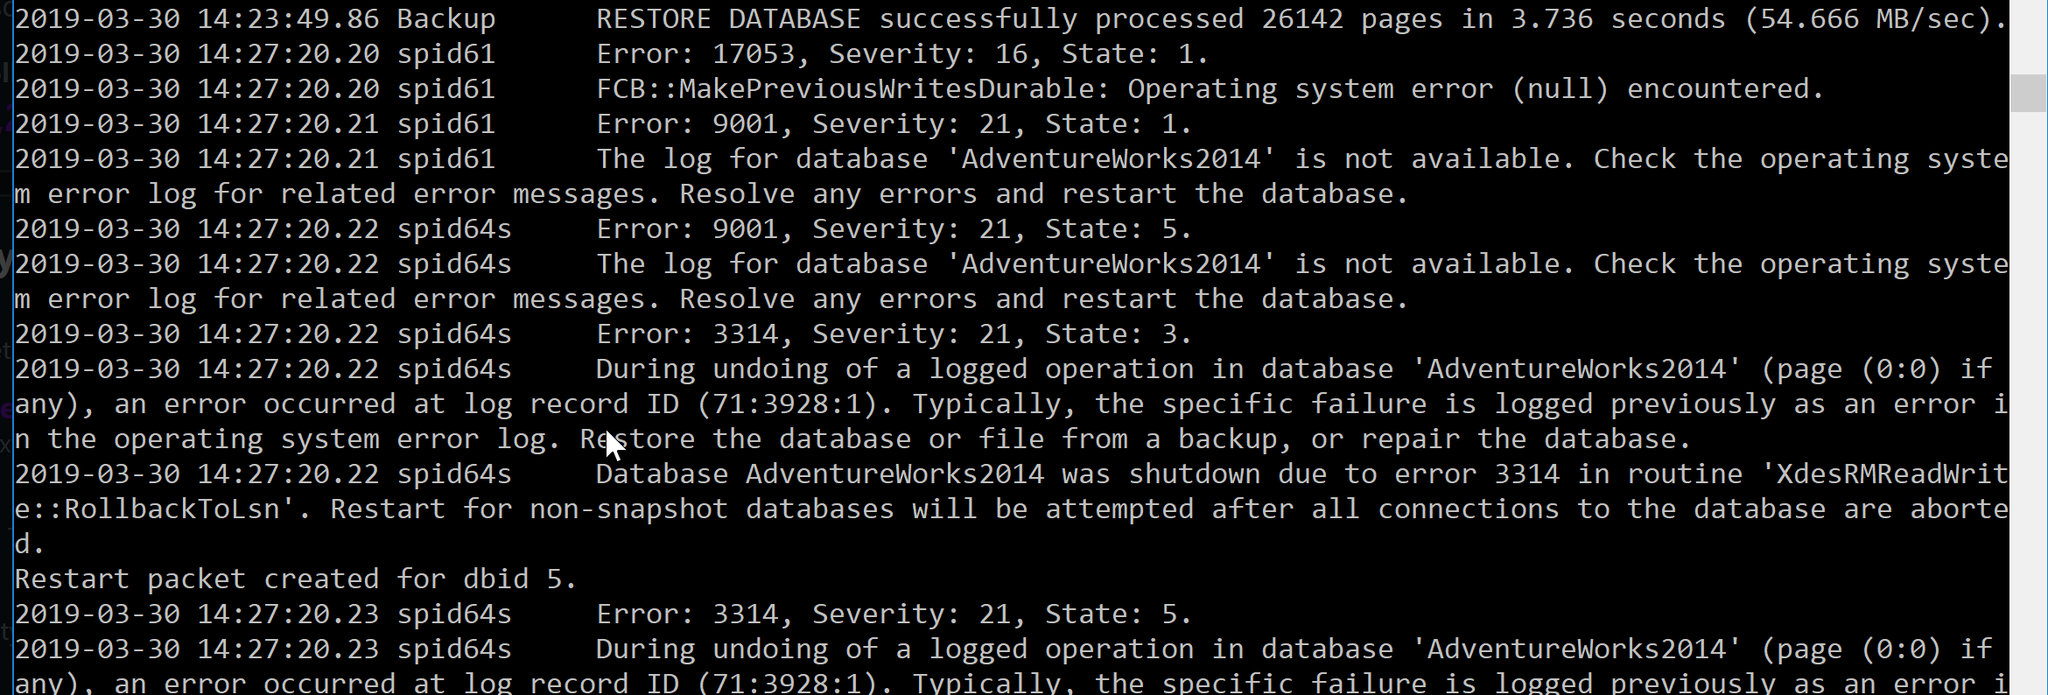 2019-03-30 14:23:49.86 Backup      RESTORE DATABASE successfully processed 26142 pages in 3.736 seconds (54.666 MB/sec).
2019-03-30 14:27:20.20 spid61      Error: 17053, Severity: 16, State: 1.
2019-03-30 14:27:20.20 spid61      FCB::MakePreviousWritesDurable: Operating system error (null) encountered.
2019-03-30 14:27:20.21 spid61      Error: 9001, Severity: 21, State: 1.
2019-03-30 14:27:20.21 spid61      The log for database 'AdventureWorks2014' is not available. Check the operating syste
m error log for related error messages. Resolve any errors and restart the database.
2019-03-30 14:27:20.22 spid64s     Error: 9001, Severity: 21, State: 5.
2019-03-30 14:27:20.22 spid64s     The log for database 'AdventureWorks2014' is not available. Check the operating syste
m error log for related error messages. Resolve any errors and restart the database.
2019-03-30 14:27:20.22 spid64s     Error: 3314, Severity: 21, State: 3.
2019-03-30 14:27:20.22 spid64s     During undoing of a logged operation in database 'AdventureWorks2014' (page (0:0) if
any), an error occurred at log record ID (71:3928:1). Typically, the specific failure is logged previously as an error i
n the operating system error log. Restore the database or file from a backup, or repair the database.
2019-03-30 14:27:20.22 spid64s     Database AdventureWorks2014 was shutdown due to error 3314 in routine 'XdesRMReadWrit
e::RollbackToLsn'. Restart for non-snapshot databases will be attempted after all connections to the database are aborte
d.
Restart packet created for dbid 5.
2019-03-30 14:27:20.23 spid64s     Error: 3314, Severity: 21, State: 5.
2019-03-30 14:27:20.23 spid64s     During undoing of a logged operation in database 'AdventureWorks2014' (page (0:0) if
any), an error occurred at log record ID (71:3928:1). Typically, the specific failure is logged previously as an error i